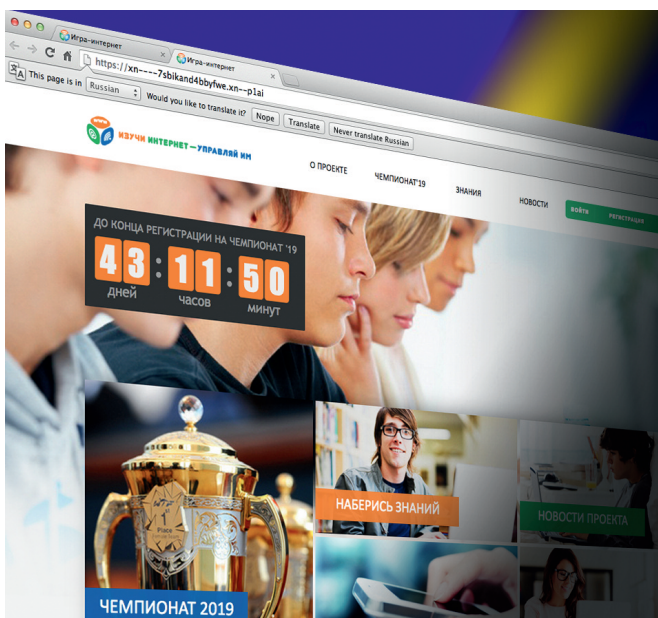 Игра-интернет
Игра-интернет
https://xn----7sbikand4bbyfwe.xn--p1ai
This page is in Russian Would you like to translate it? Nope Translate Never translate Russian
ИЗУЧИ ИНТЕРНЕТ—УПРАВЛЯЙ ИМ
О ПРОЕКТЕ ЧЕМПИОНАТ'19 ЗНАНИЯ НОВОСТИ ВОЙТИ РЕГИСТРАЦИЯ
ДО КОНЦА РЕГИСТРАЦИИ НА ЧЕМПИОНАТ '19
43 : 11 : 50
дней часов минут
1st
Place
НАБЕРИСЬ ЗНАНИЙ
НОВОСТИ ПРОЕКТА
ЧЕМПИОНАТ 2019